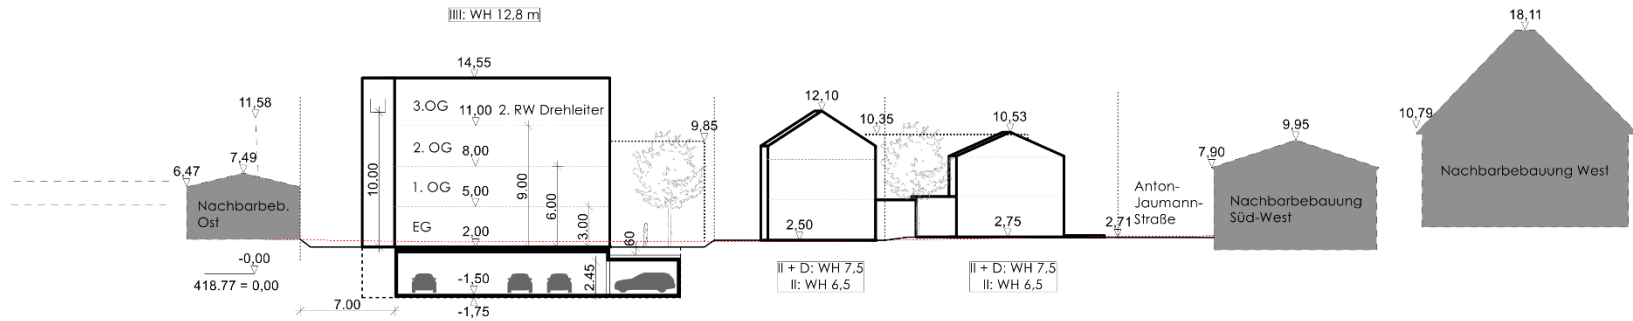 IIII: WH 12,8 m
18,11
14,55
12,10
11,58
3.OG
11,00
2. RW Drehleiter
10,35
10,53
10,79
9,85
9,95
2. OG
8,00
7,49
7,90
6,47
10.00
9.00
6.00
3.00
1. OG
5,00
Nachbarbeb.
Ost
Anton-
Jaumann-
Straße
Nachbarbebauung
Süd-West
Nachbarbebauung West
EG
2,00
2,50
2,75
2,71
60
-0,00
418.77 = 0,00
-1,50
2.45
II + D: WH 7,5
II: WH 6,5
II + D: WH 7,5
II: WH 6,5
7.00
-1,75